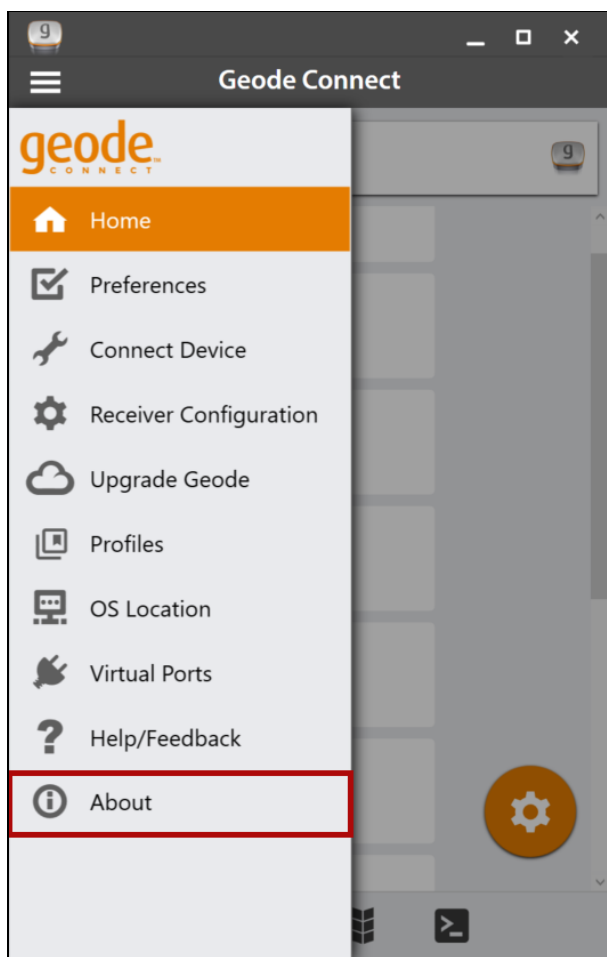 g
Geode Connect
geode™
CONNECT
g
Home
Preferences
Connect Device
Receiver Configuration
Upgrade Geode
Profiles
OS Location
Virtual Ports
Help/Feedback
About